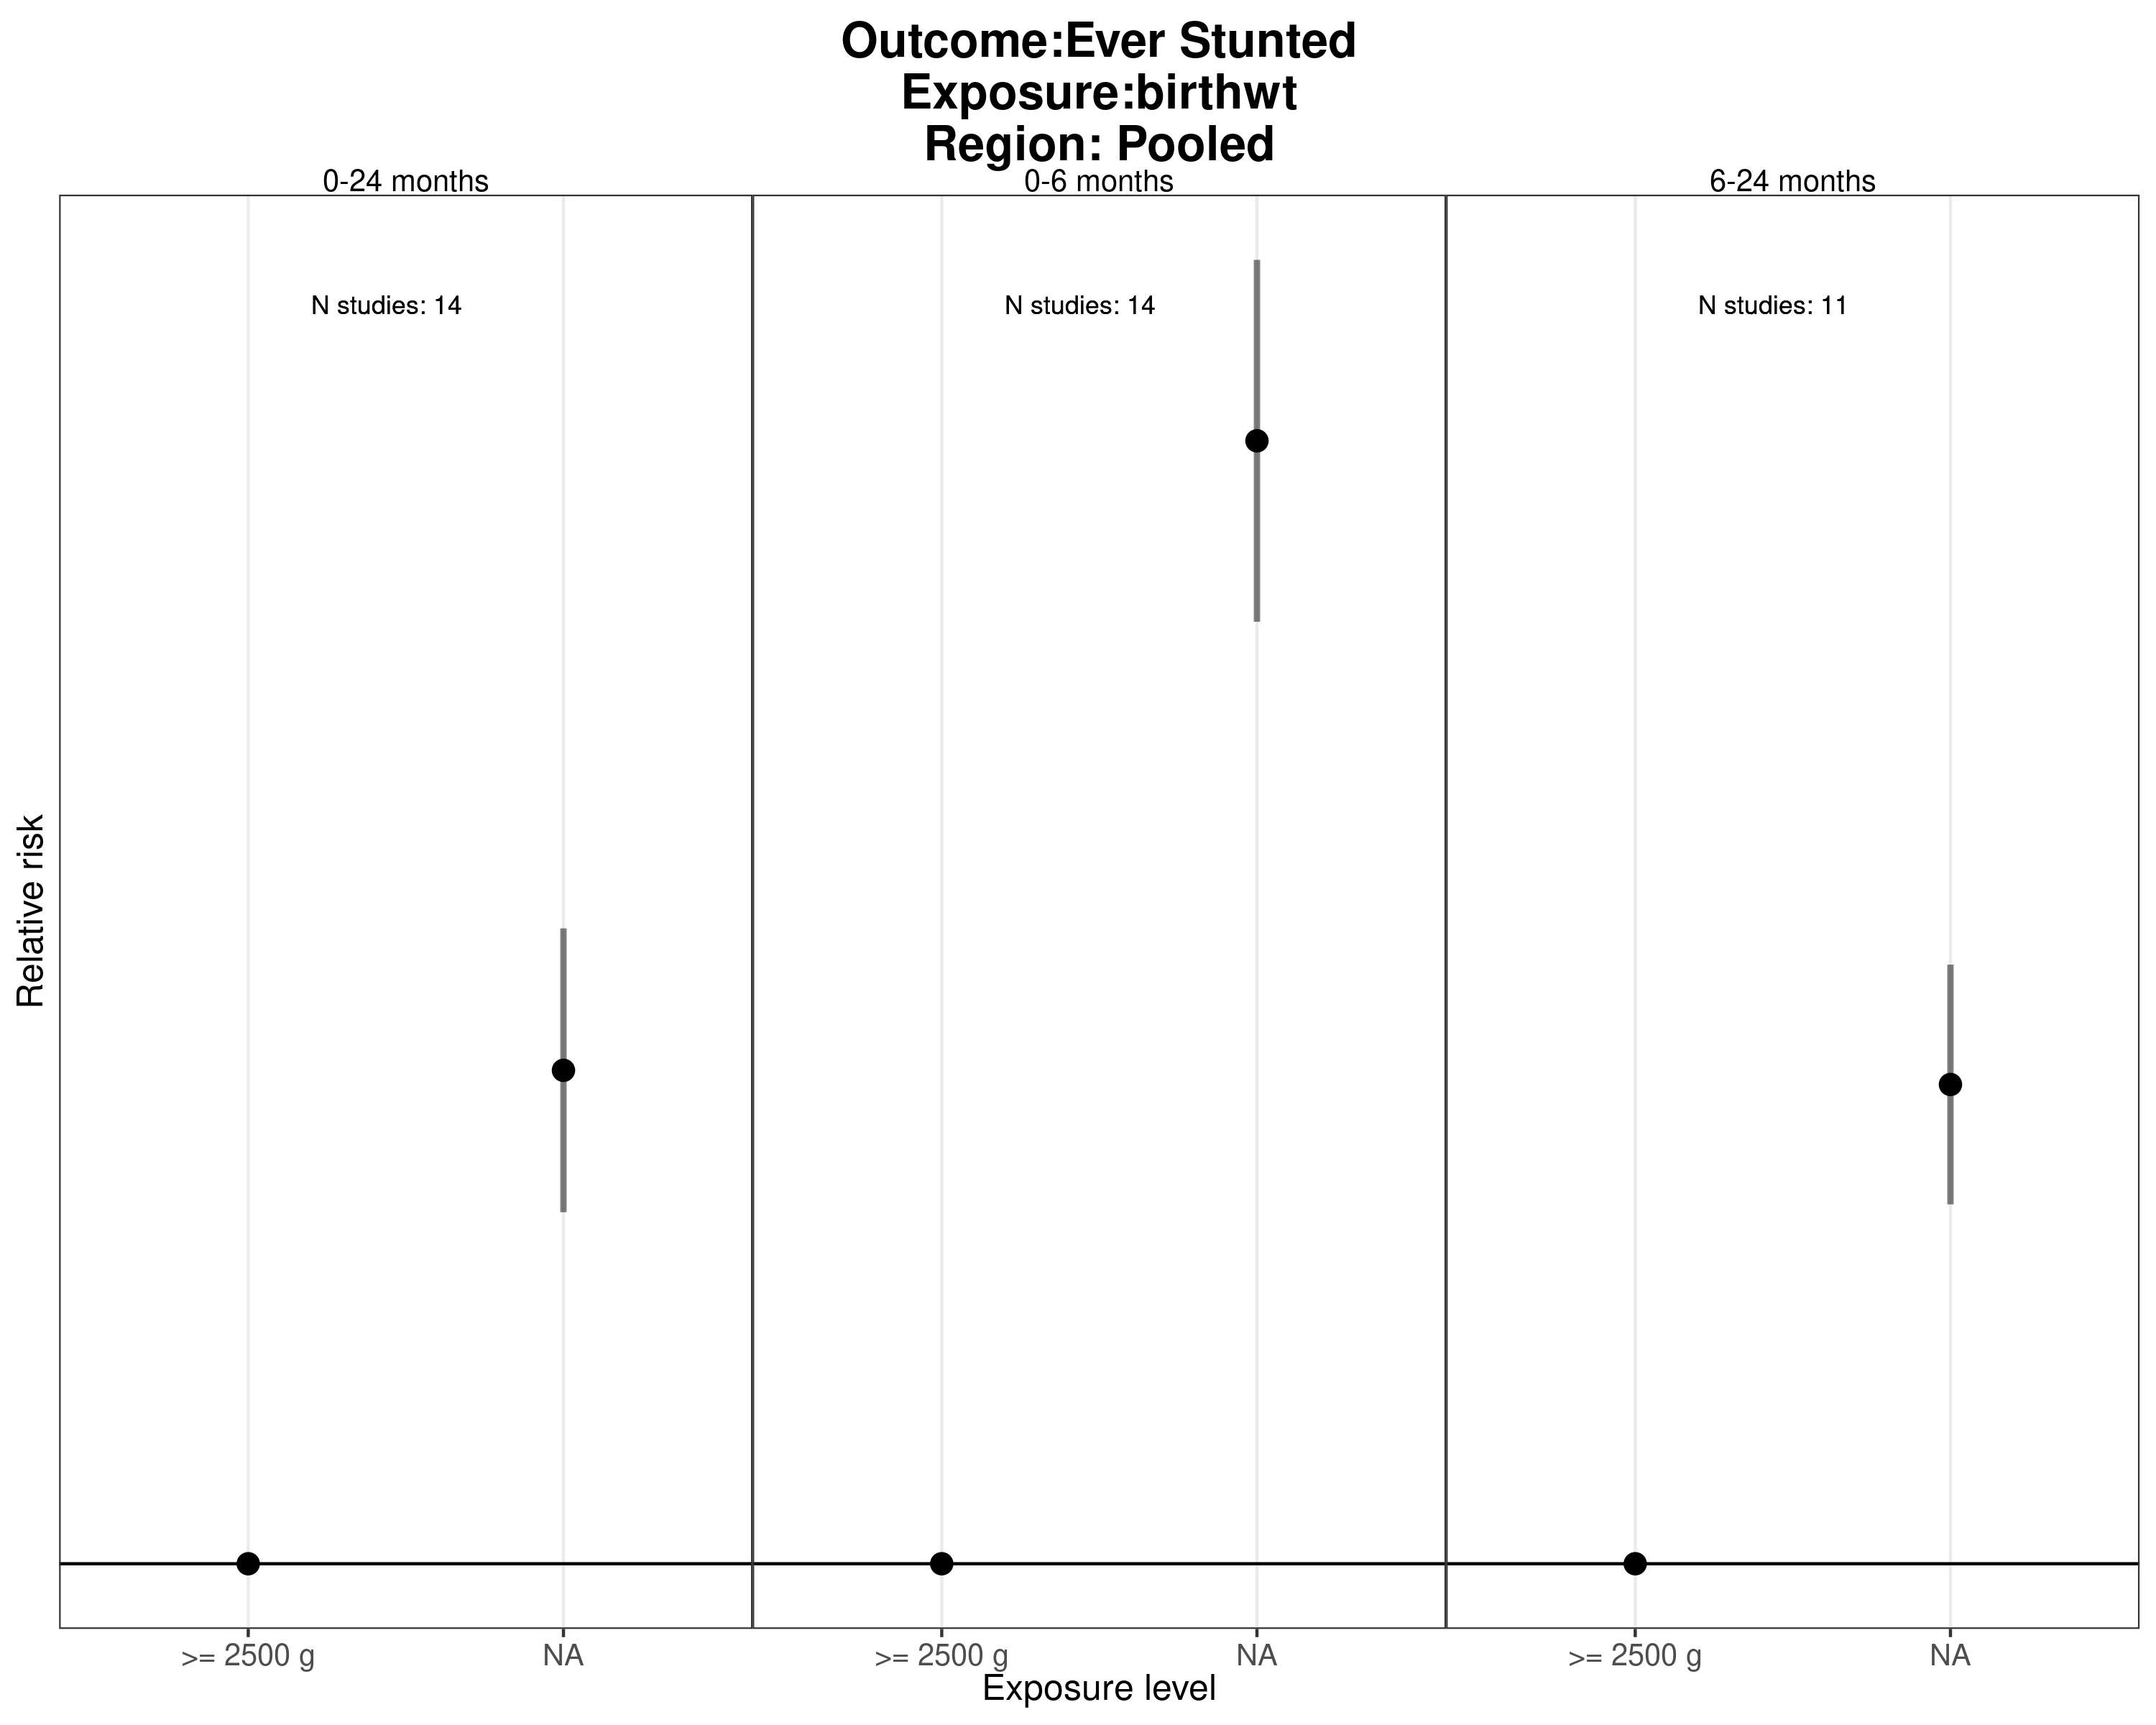 Outcome:Ever Stunted
Exposure:birthwt
Region: Pooled
0-24 months
0-6 months
6-24 months
N studies: 14
N studies: 14
N studies: 11
Relative risk
>= 2500 g
NA
>= 2500 g
NA
>= 2500 g
NA
Exposure level